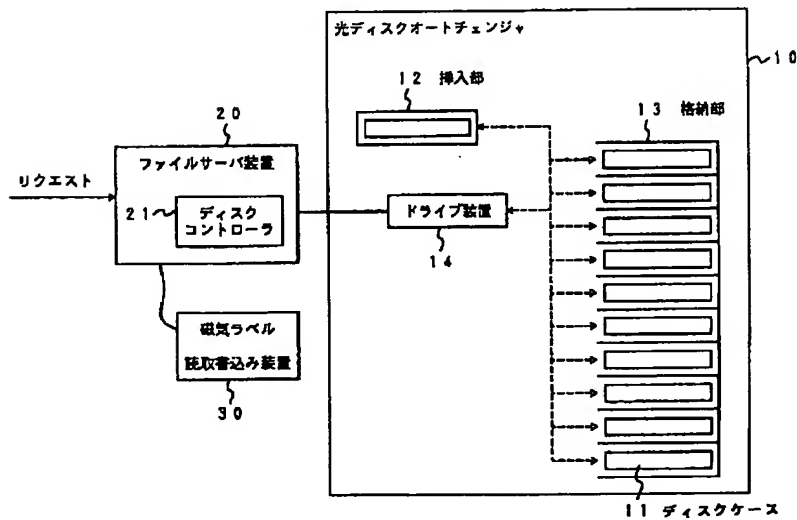 光ディスクオートチェンジャ
10
12 挿入部
13 格納部
20
ファイルサーバ装置
リクエスト
21
ディスク
コントローラ
ドライブ装置
14
磁気ラベル
読取書込み装置
30
11 ディスクケース